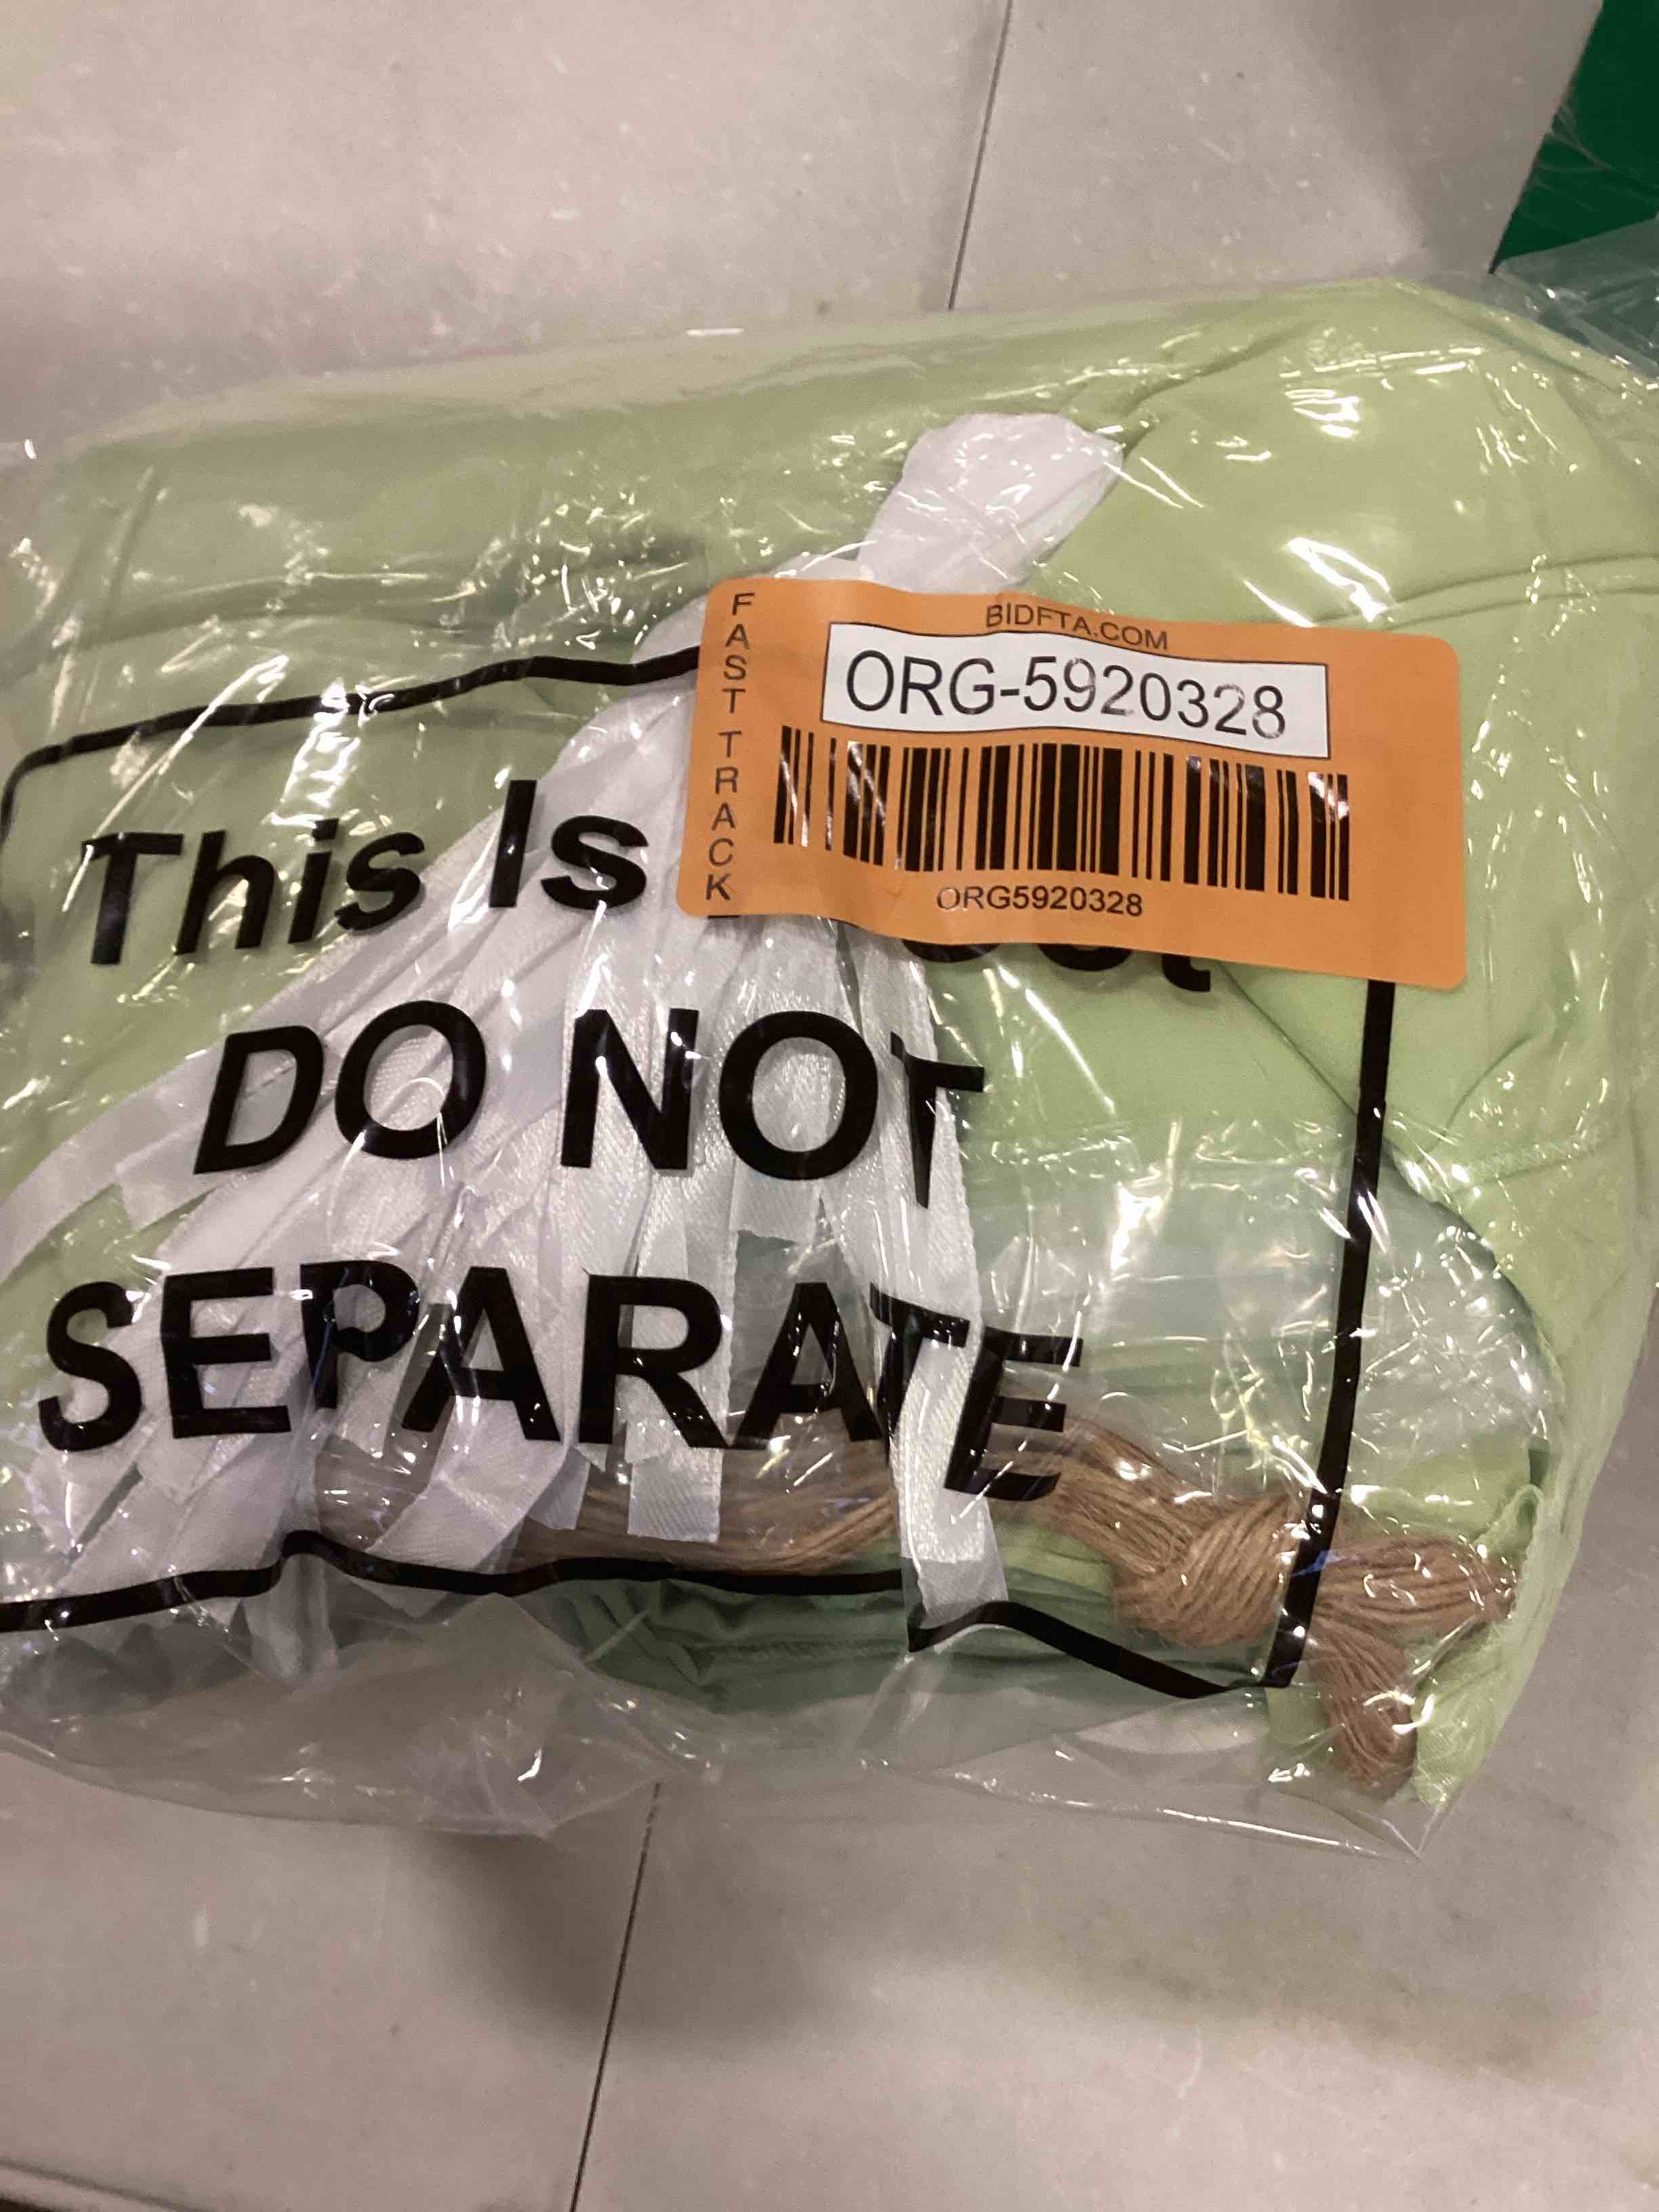 FAST TRACK
BIDFTA.COM
ORG-5920328
ORG5920328
This Is
DO NOT
SEPARATE